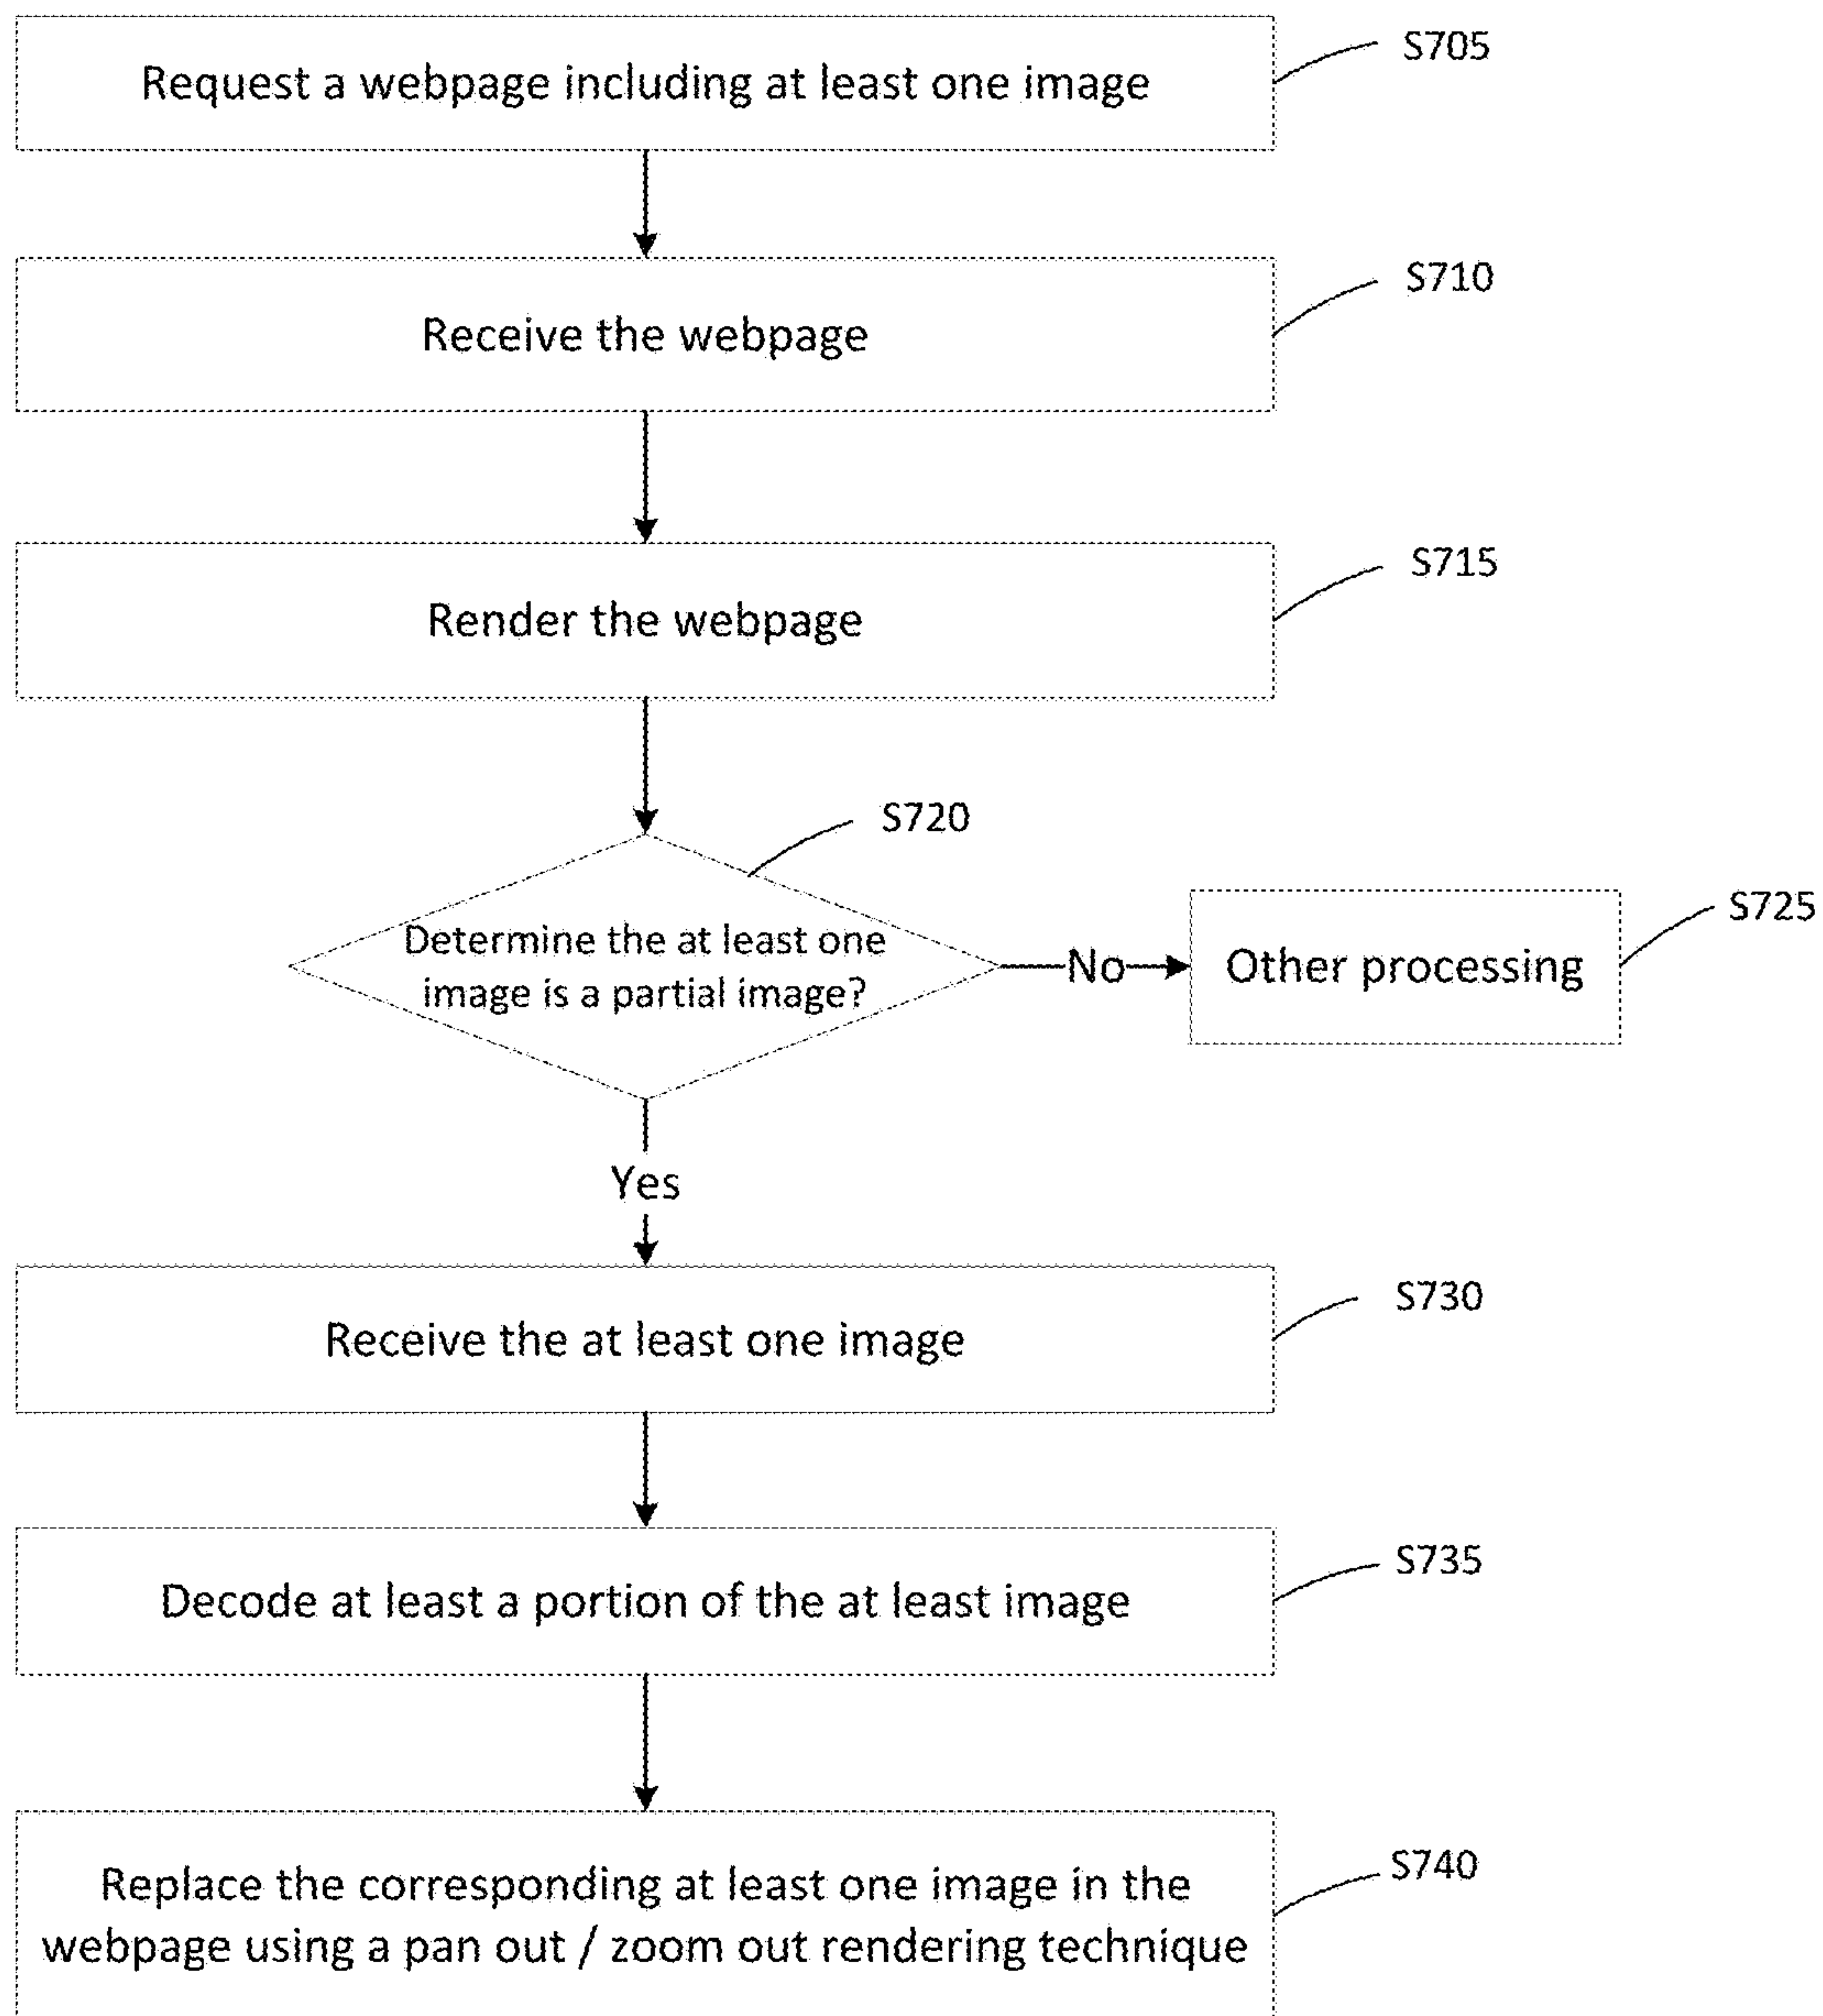 Request a webpage including at least one image
S705
Receive the webpage
S710
Render the webpage
S715
S720
Determine the at least one
image is a partial image?
No
Other processing
S725
Yes
Receive the at least one image
S730
Decode at least a portion of the at least image
S735
Replace the corresponding at least one image in the
webpage using a pan out / zoom out rendering technique
S740